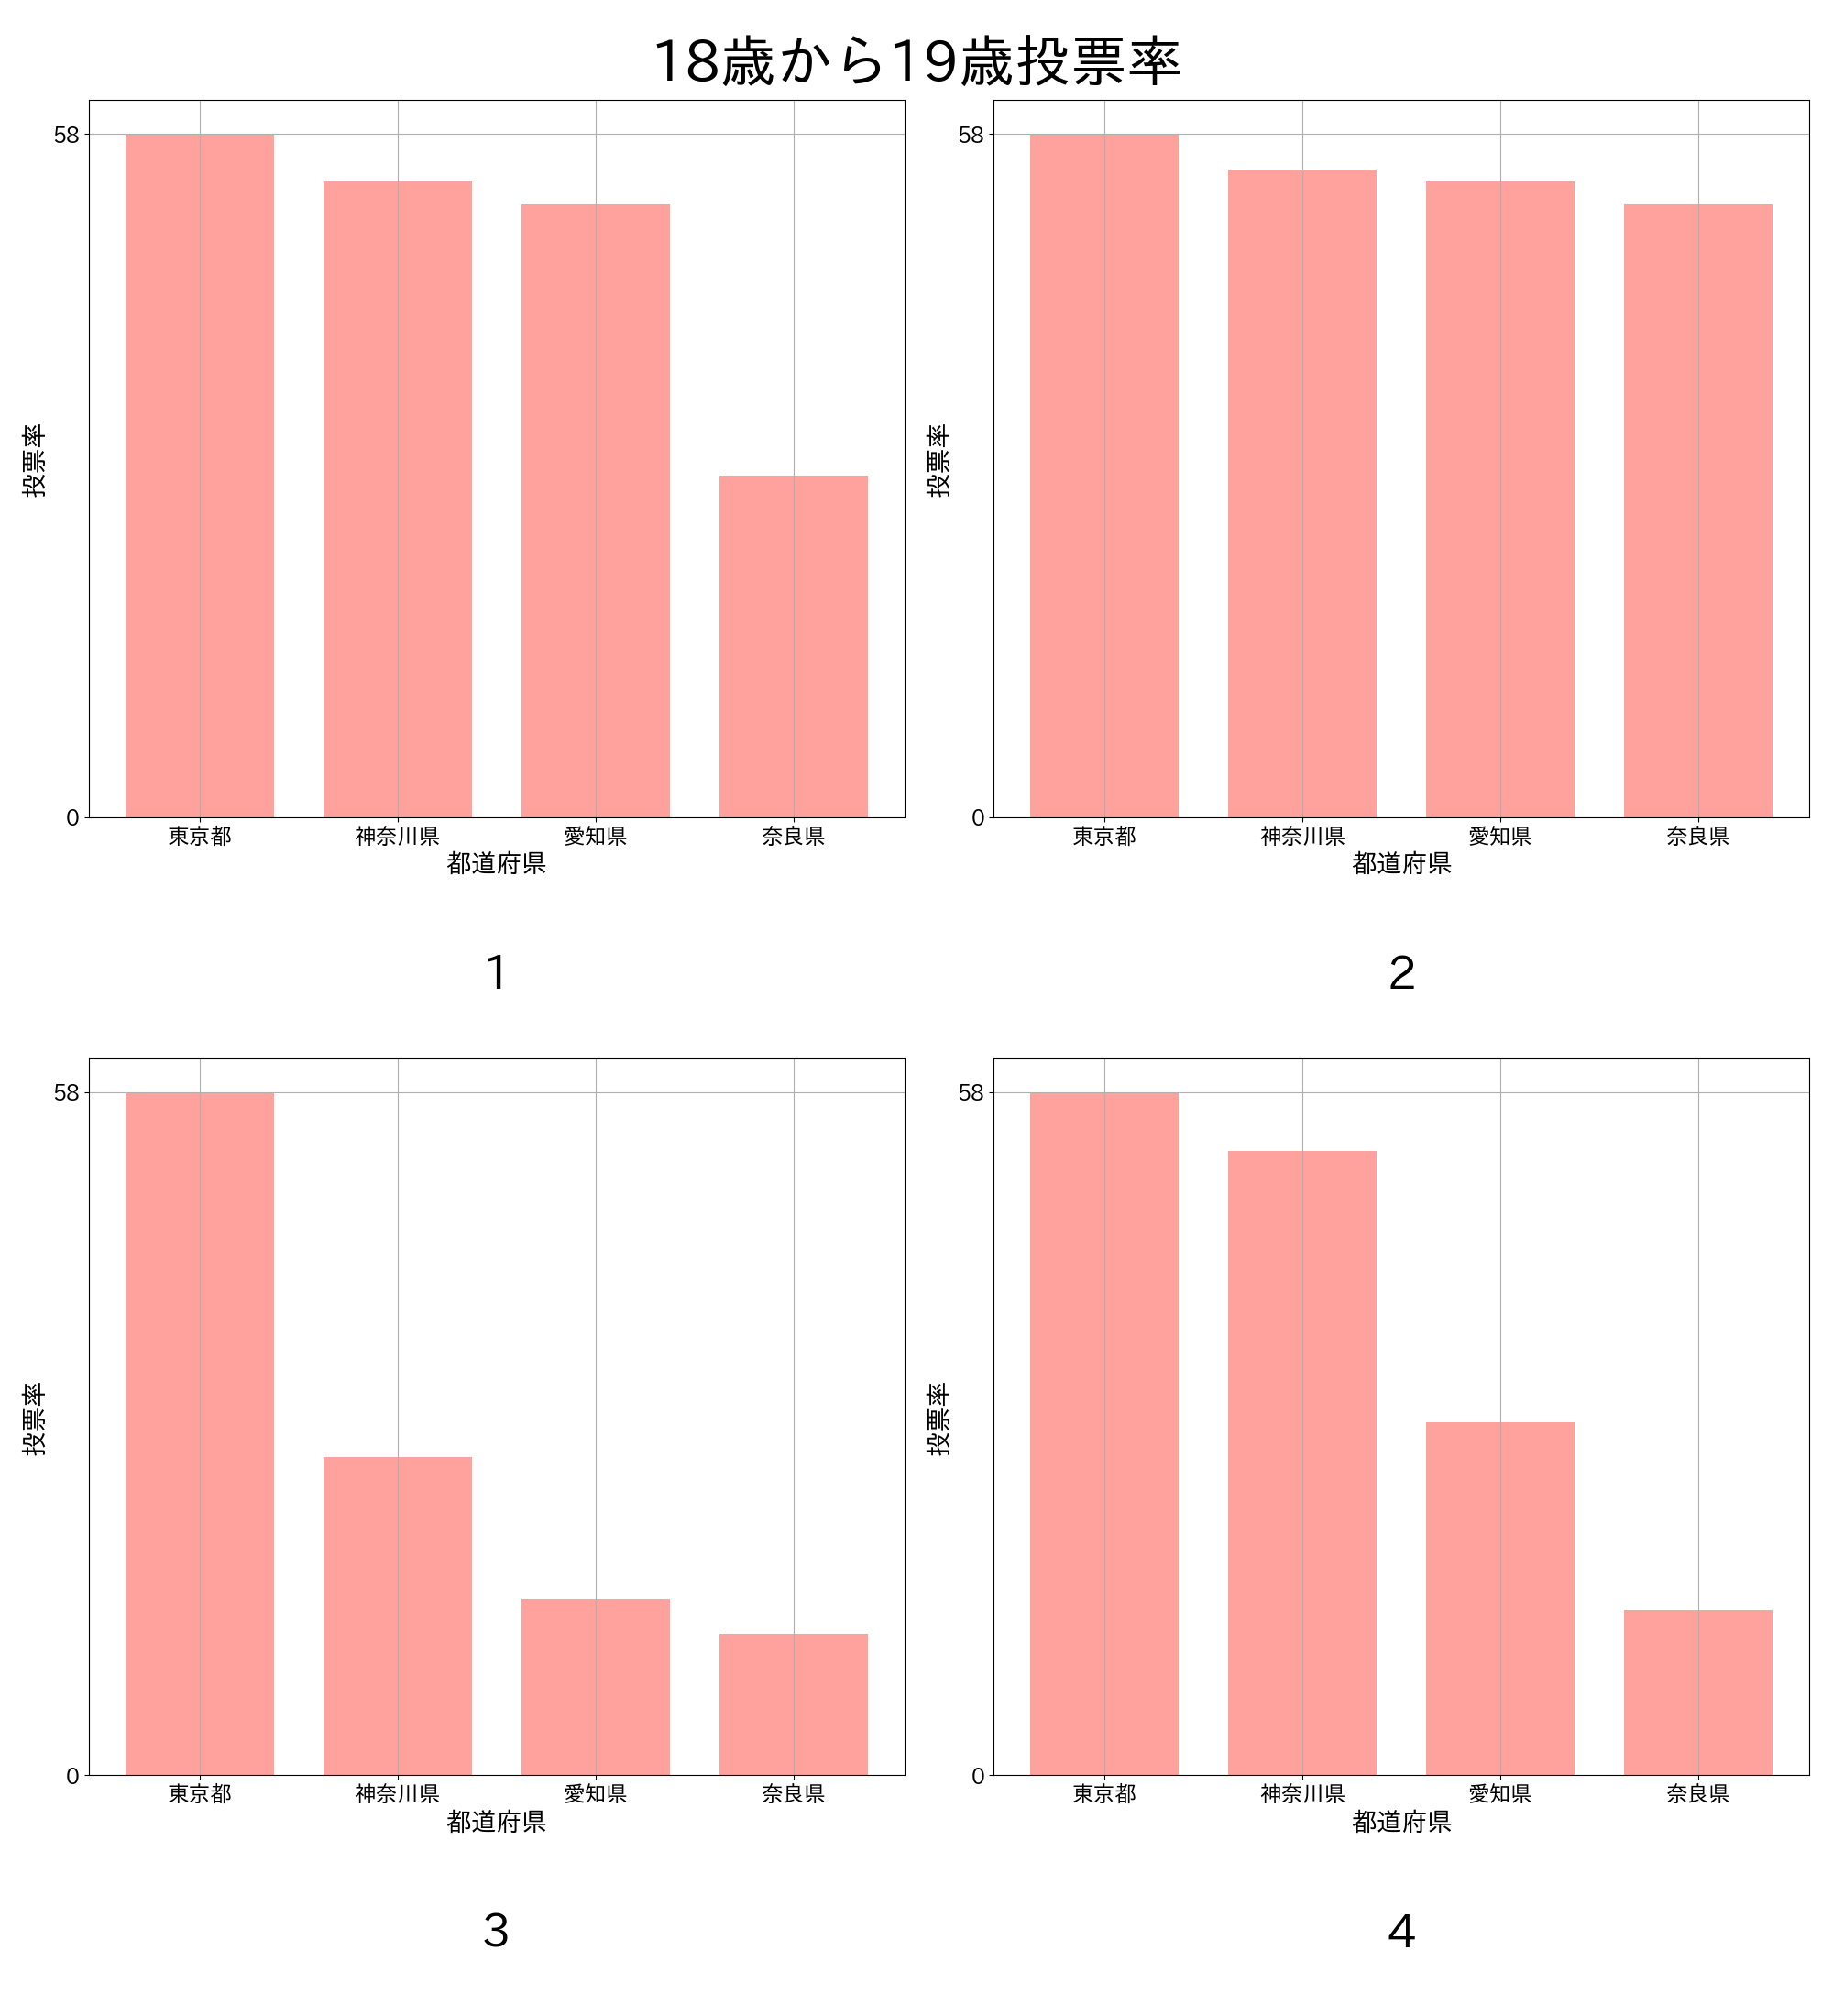 18歳から19歳投票率
58
0
投票率
東京都 神奈川県 愛知県 奈良県
都道府県
1
58
0
投票率
東京都 神奈川県 愛知県 奈良県
都道府県
2
58
0
投票率
東京都 神奈川県 愛知県 奈良県
都道府県
3
58
0
投票率
東京都 神奈川県 愛知県 奈良県
都道府県
4